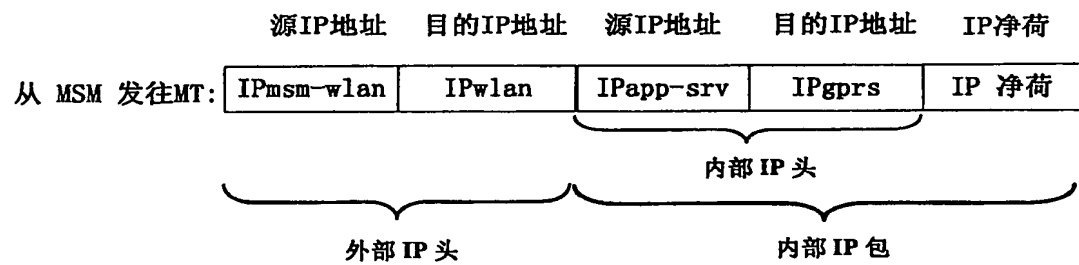 源IP地址 目的IP地址 源IP地址 目的IP地址 IP净荷
从 MSM 发往MT: IPmsm-wlan IPwlan IPapp-srv IPgprs IP 净荷
内部 IP 头
外部 IP 头 内部 IP 包